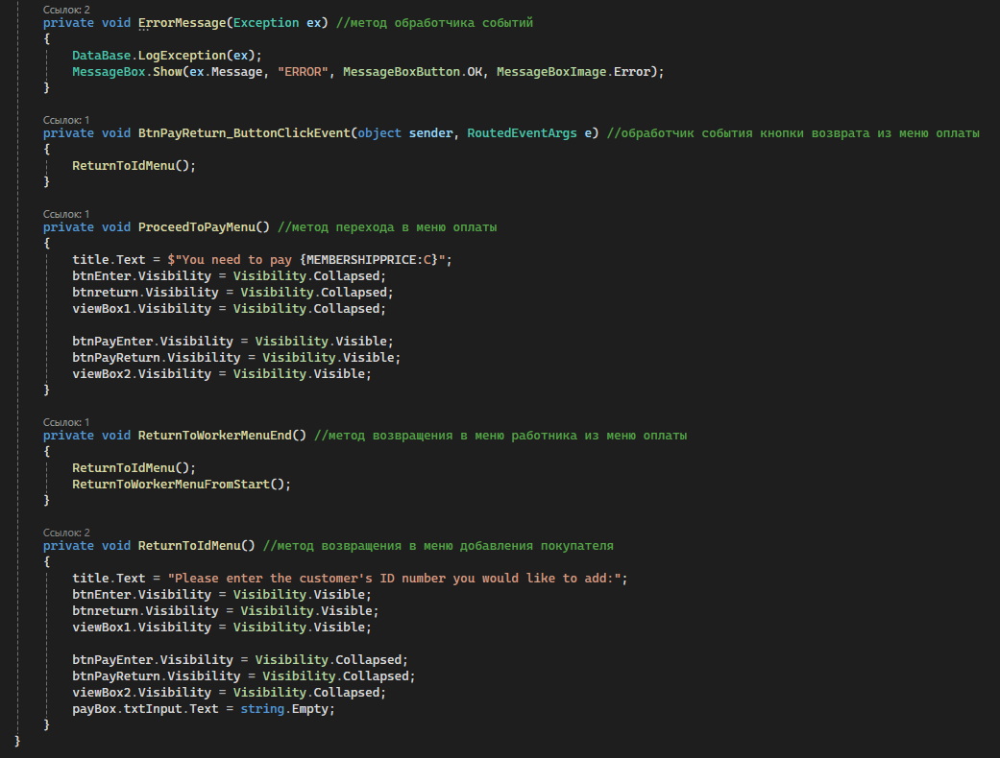 Ссылок: 2
private void ErrorMessage(Exception ex) //метод обработчика событий
{
DataBase.LogException(ex);
MessageBox.Show(ex.Message, "ERROR", MessageBoxButton.OK, MessageBoxImage.Error);
}
Ссылок: 1
private void BtnPayReturn_ButtonClickEvent(object sender, RoutedEventArgs e) //обработчик события кнопки возврата из меню оплаты
{
ReturnToIdMenu();
}
Ссылок: 1
private void ProceedToPayMenu() //метод перехода в меню оплаты
{
title.Text = $"You need to pay {MEMBERSHIPPRICE:C}";
btnEnter.Visibility = Visibility.Collapsed;
btnreturn.Visibility = Visibility.Collapsed;
viewBox1.Visibility = Visibility.Collapsed;
btnPayEnter.Visibility = Visibility.Visible;
btnPayReturn.Visibility = Visibility.Visible;
viewBox2.Visibility = Visibility.Visible;
}
Ссылок: 1
private void ReturnToWorkerMenuEnd() //метод возвращения в меню работника из меню оплаты
{
ReturnToIdMenu();
ReturnToWorkerMenuFromStart();
}
Ссылок: 2
private void ReturnToIdMenu() //метод возвращения в меню добавления покупателя
{
title.Text = "Please enter the customer's ID number you would like to add:";
btnEnter.Visibility = Visibility.Visible;
btnreturn.Visibility = Visibility.Visible;
viewBox1.Visibility = Visibility.Visible;
btnPayEnter.Visibility = Visibility.Collapsed;
btnPayReturn.Visibility = Visibility.Collapsed;
viewBox2.Visibility = Visibility.Collapsed;
payBox.txtInput.Text = string.Empty;
}
}